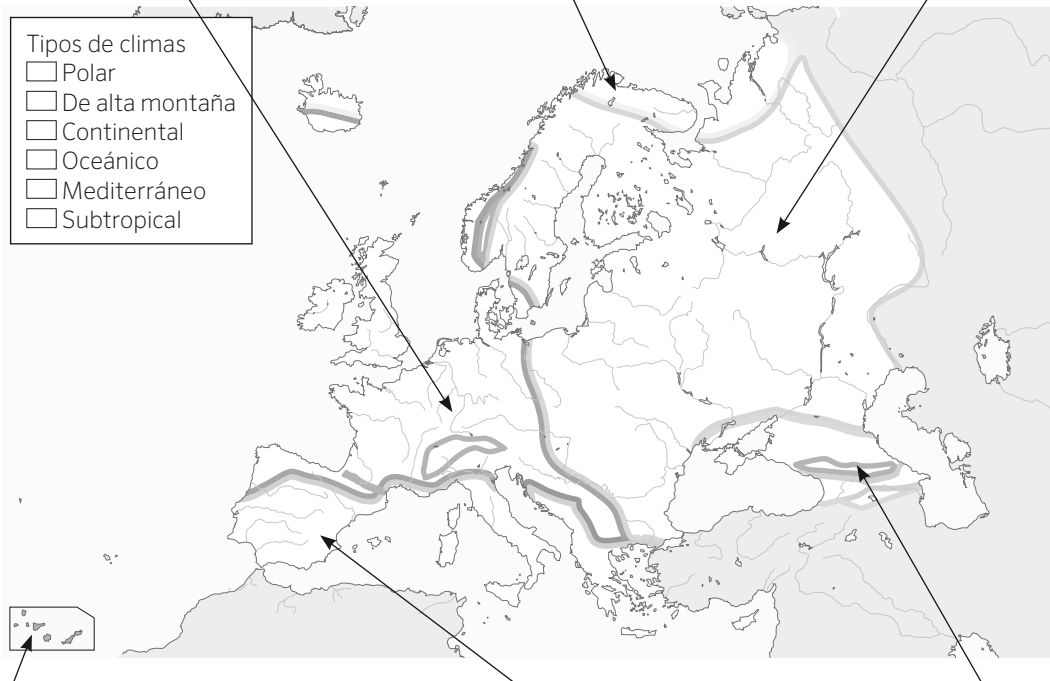 Tipos de climas
Polar
De alta montaña
Continental
Oceánico
Mediterráneo
Subtropical